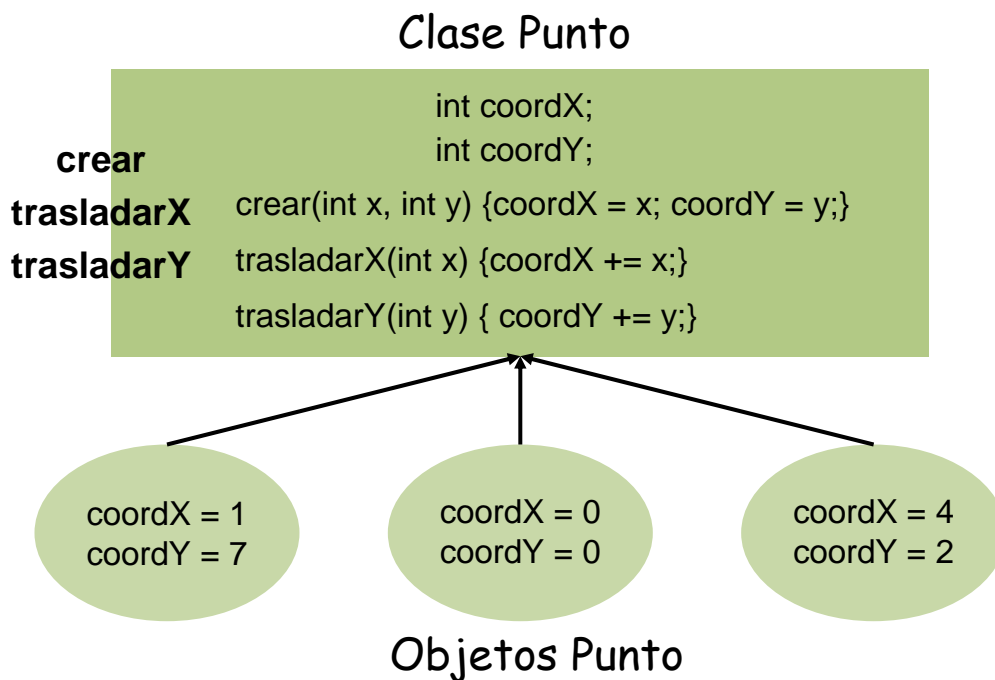 Clase Punto
int coordX;
int coordY;
crear
trasladarX
trasladarY
crear(int x, int y) {coordX = x; coordY = y;}
trasladarX(int x) {coordX += x;}
trasladarY(int y) { coordY += y;}
coordX = 1
coordY = 7
coordX = 0
coordY = 0
coordX = 4
coordY = 2
Objetos Punto